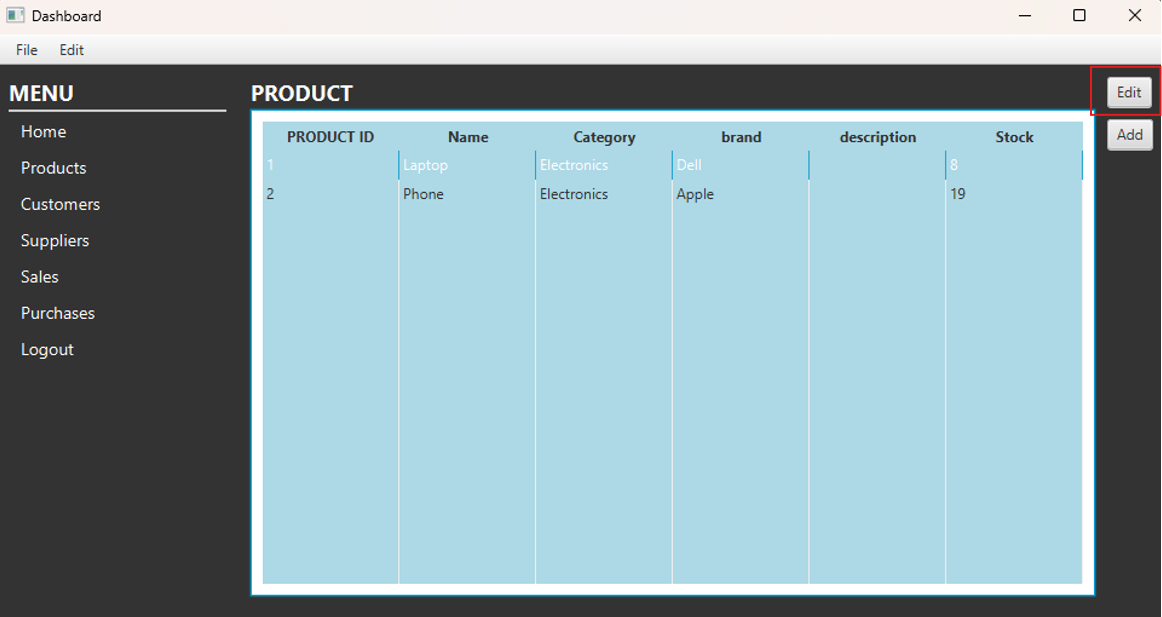 Dashboard
File Edit
MENU
Home
Products
Customers
Suppliers
Sales
Purchases
Logout
PRODUCT
PRODUCT ID Name Category brand description Stock
1 Laptop Electronics Dell 8
2 Phone Electronics Apple 19
Edit
Add